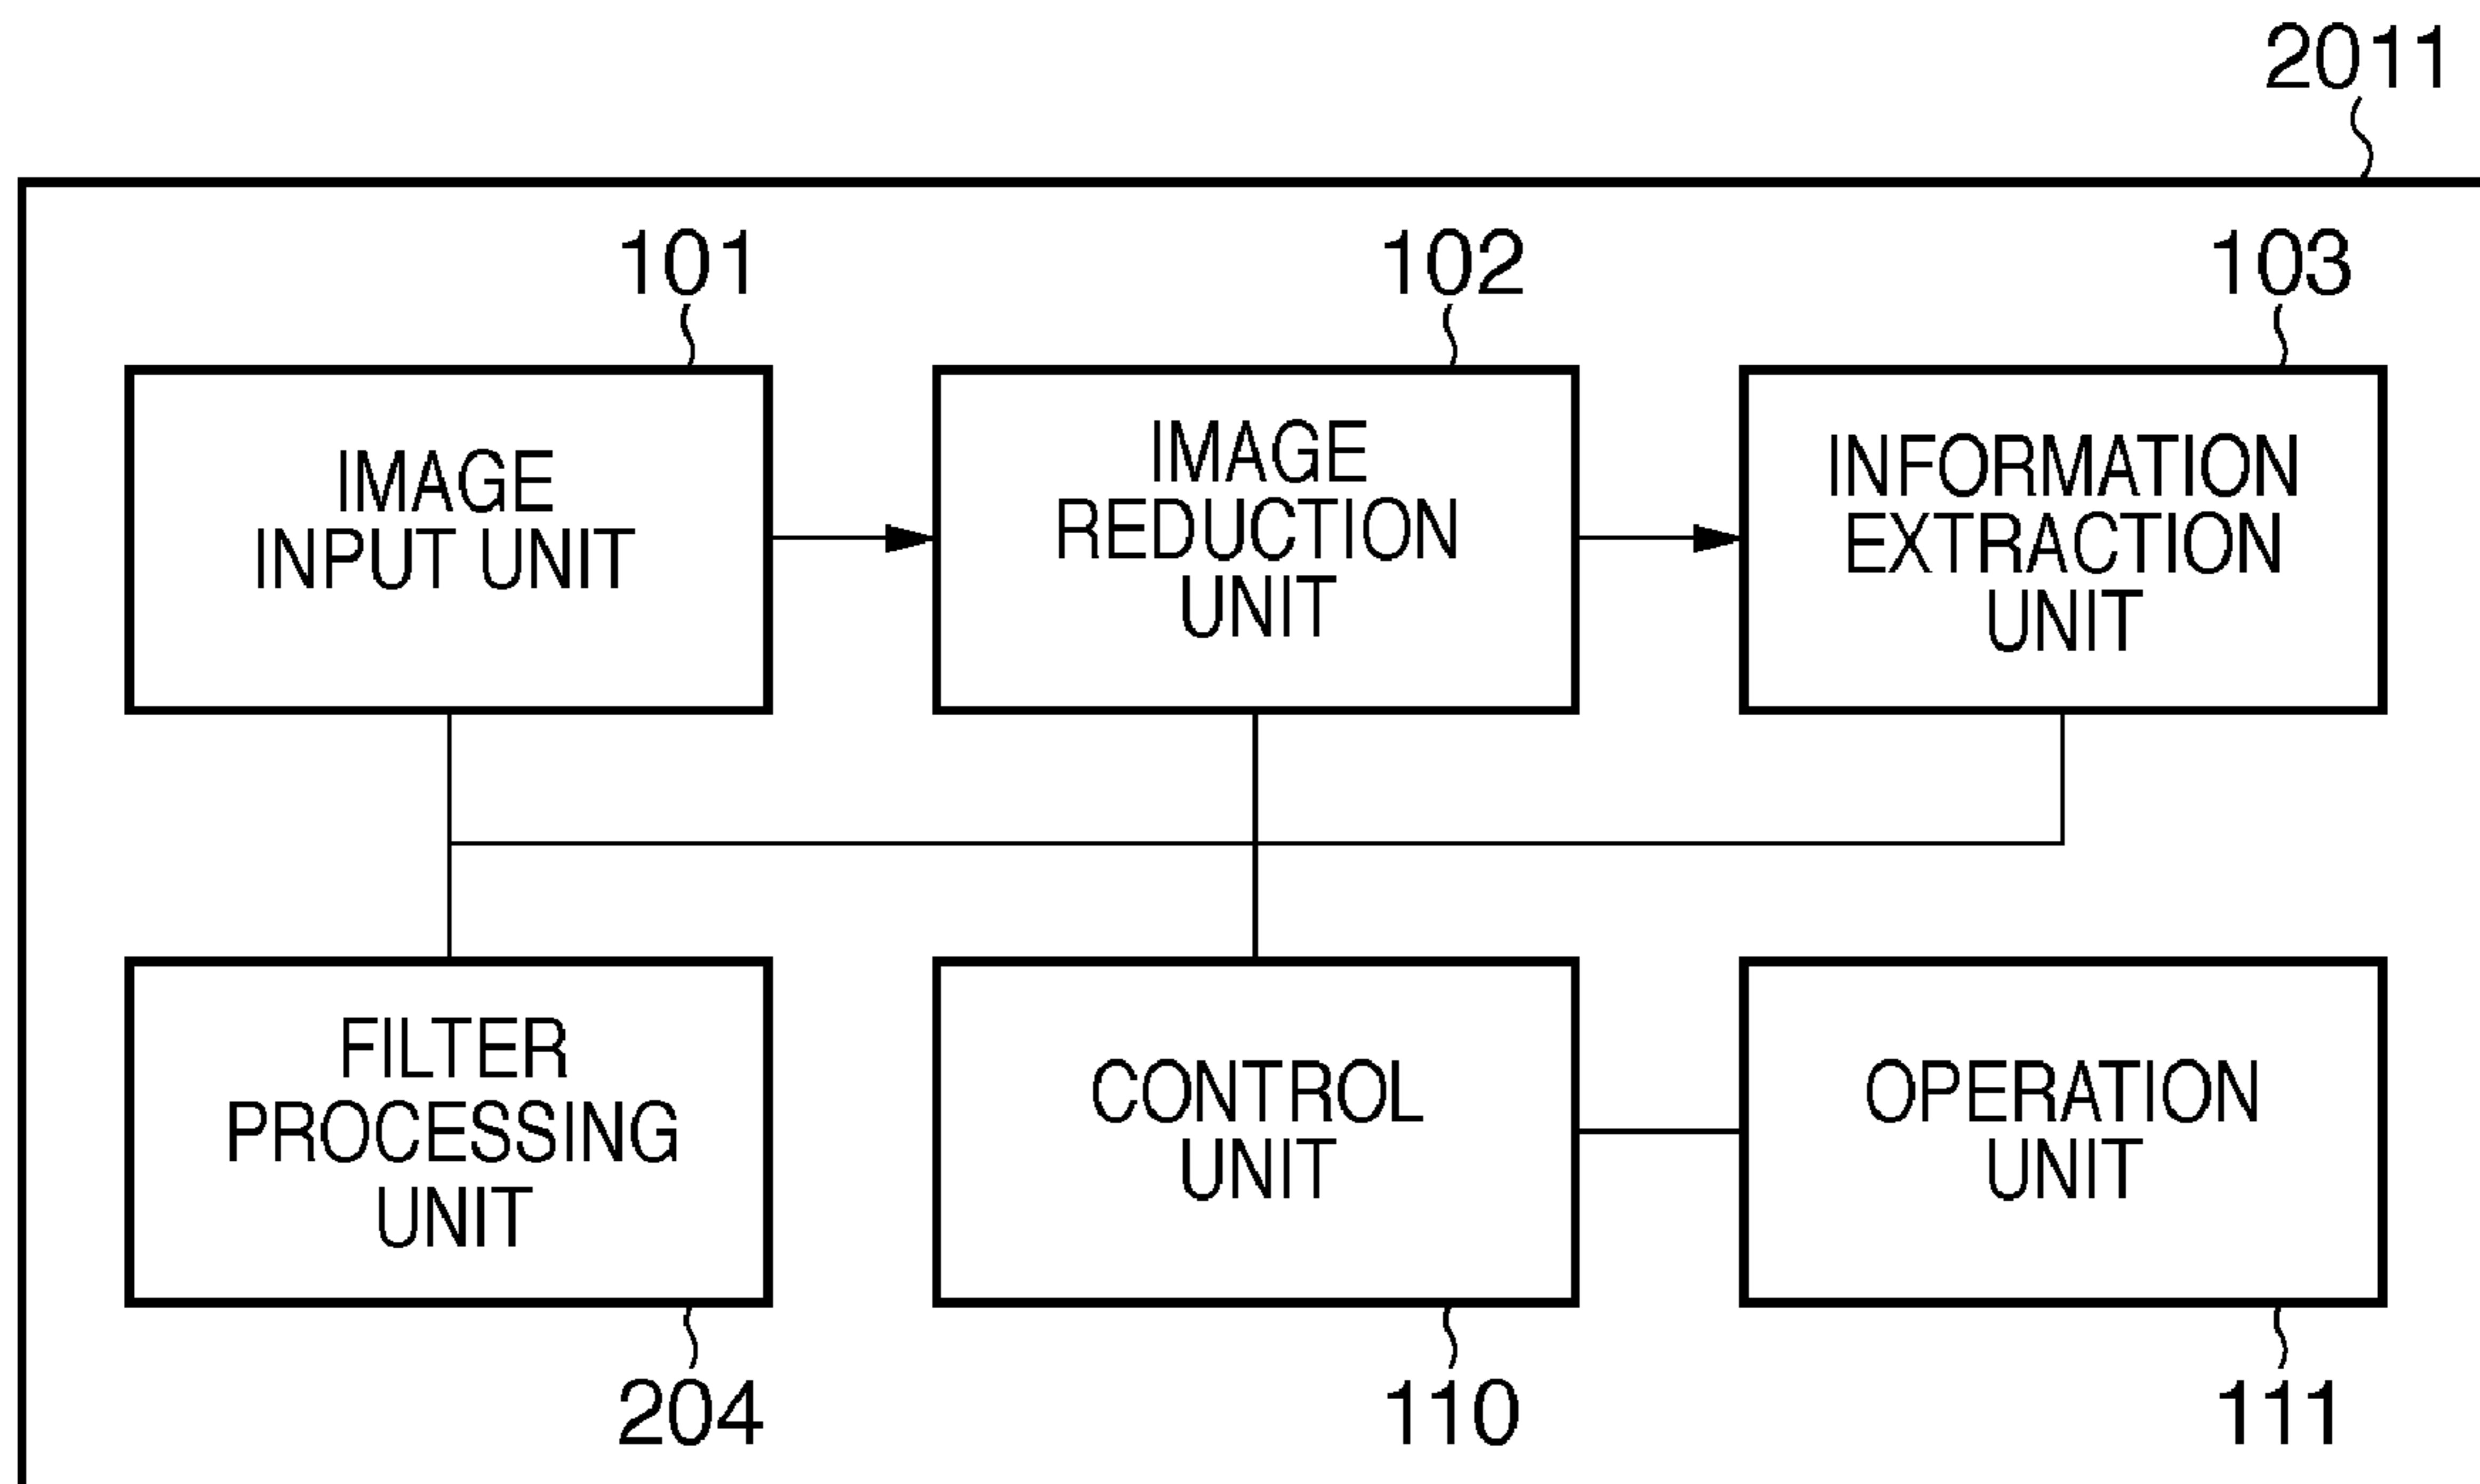 2011
101
102
103
IMAGE
INPUT UNIT
IMAGE
REDUCTION
UNIT
INFORMATION
EXTRACTION
UNIT
FILTER
PROCESSING
UNIT
CONTROL
UNIT
OPERATION
UNIT
204
110
111